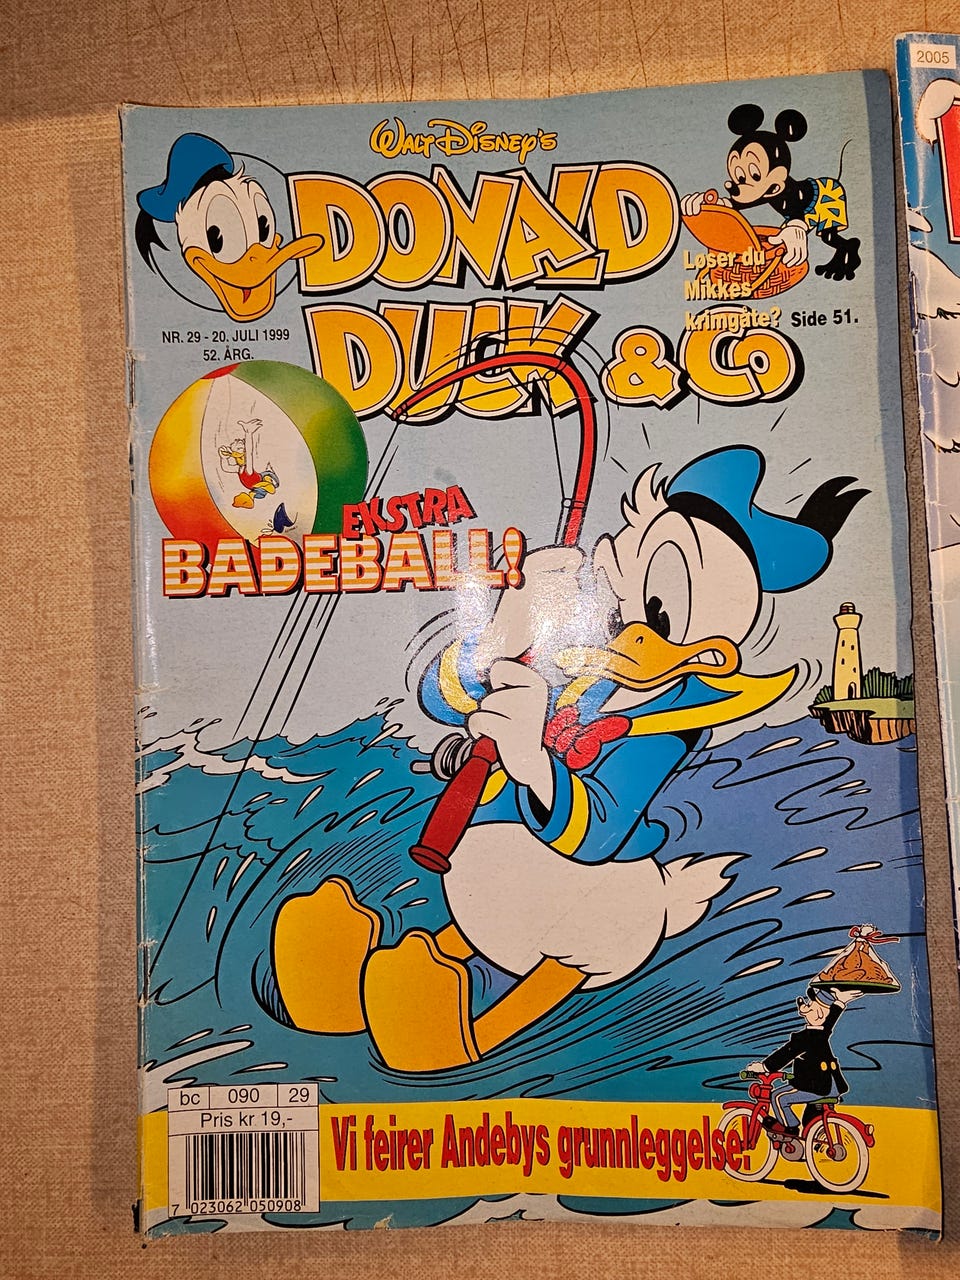 2005
WALT DISNEY'S
DONALD
DUCK & Co
Løser du
Mikkes
krimgåte? Side 51.
NR. 29 - 20. JULI 1999
52. ÅRG.
EKSTRA
BADEBALL!
bc 090 29
Pris kr 19,-
7 023062 050908
Vi feirer Andebys grunnleggelse!